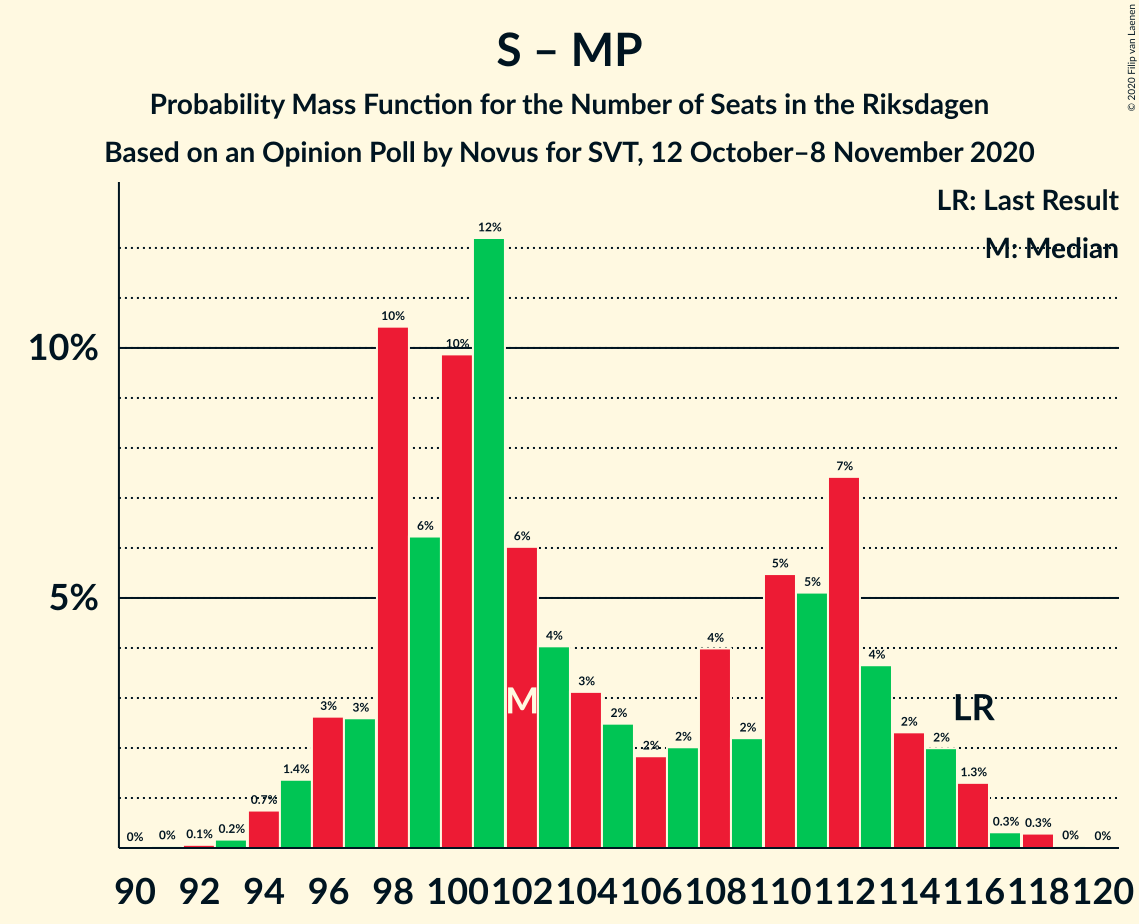 © 2020 Filip van Laenen
S – MP
Probability Mass Function for the Number of Seats in the Riksdagen
Based on an Opinion Poll by Novus for SVT, 12 October–8 November 2020
LR: Last Result
M: Median
10%
5%
0% 0% 0.1% 0.2% 0.7% 1.4% 3% 3% 10% 6% 10% 12% 6% 4% 3% 2% 2% 2% 4% 2% 5% 5% 7% 4% 2% 2% 1.3% 0.3% 0.3% 0% 0%
M
LR
90 92 94 96 98 100 102 104 106 108 110 112 114 116 118 120